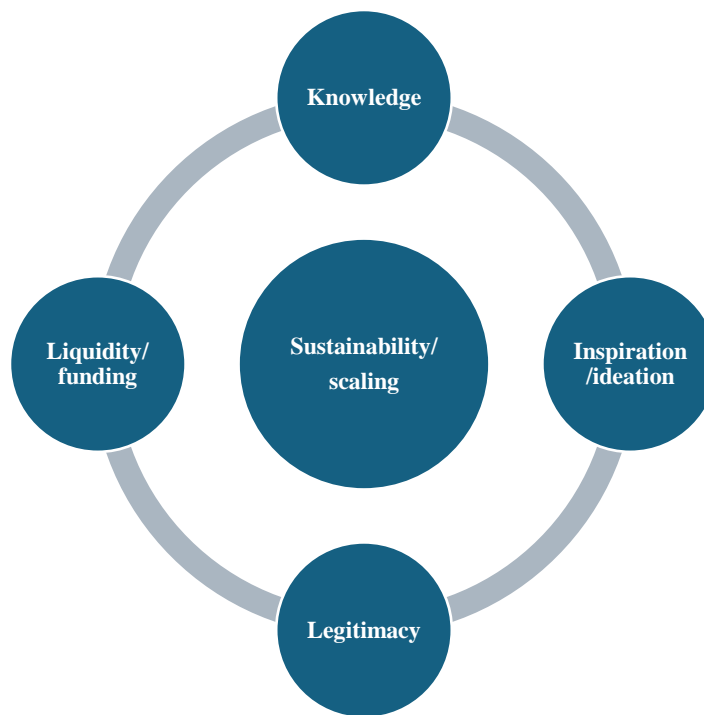 Knowledge
Liquidity/
funding
Sustainability/
scaling
Inspiration
/ideation
Legitimacy